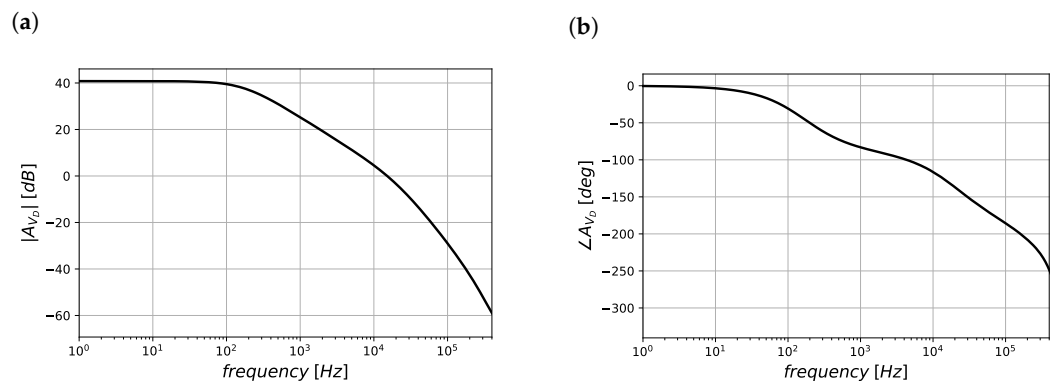 (a)
40
20
0
−20
−40
−60
|A_{V_D}| [dB]
10^0 10^1 10^2 10^3 10^4 10^5
frequency [Hz]
(b)
0
−50
−100
−150
−200
−250
−300
∠A_{V_D} [deg]
10^0 10^1 10^2 10^3 10^4 10^5
frequency [Hz]